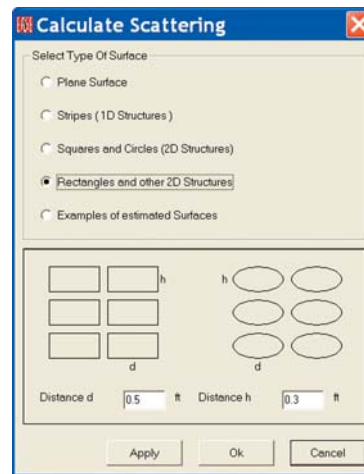 Calculate Scattering
Select Type Of Surface
Plane Surface
Stripes ( 1D Structures )
Squares and Circles (2D Structures)
Rectangles and other 2D Structures
Examples of estimated Surfaces
h h
d d
Distance d 0.5 ft Distance h 0.3 ft
Apply Ok Cancel